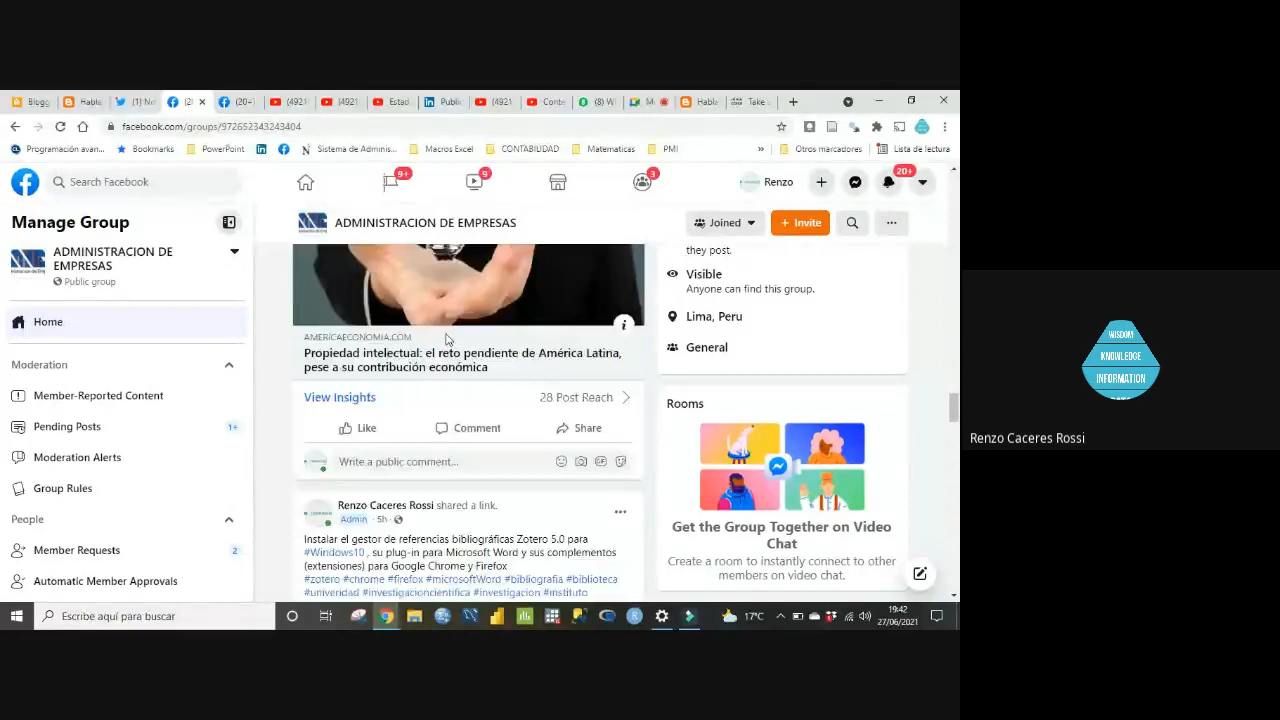 Blogg
Habla
(1) No
(2(
(20+)
(4921
(4921
Estad
Public
(4921
Conte
(8) W
M
Habla
Take
facebook.com/groups/972652343243404
Programación avan...
Bookmarks
PowerPoint
Sistema de Adminis...
Macros Excel
CONTABILIDAD
Matematicas
PMI
»
Otros marcadores
Lista de lectura
Search Facebook
9+
9
3
Renzo
20+
Manage Group
ADMINISTRACION DE EMPRESAS
Joined
+ Invite
ADMINISTRACION DE
EMPRESAS
Public group
Home
Moderation
Member-Reported Content
Pending Posts
1+
Moderation Alerts
Group Rules
People
Member Requests
2
Automatic Member Approvals
AMERICAECONOMIA.COM
Propiedad intelectual: el reto pendiente de América Latina,
pese a su contribución económica
View Insights
28 Post Reach
Like
Comment
Share
Write a public comment...
Renzo Caceres Rossi shared a link.
Admin · 5h ·
Instalar el gestor de referencias bibliográficas Zotero 5.0 para
#Windows10 , su plug-in para Microsoft Word y sus complementos
(extensiones) para Google Chrome y Firefox
#zotero #chrome #firefox #microsoftWord #bibliografia #biblioteca
#univeridad #investigacioncientifica #investigacion #instituto
they post.
Visible
Anyone can find this group.
Lima, Peru
General
Rooms
Get the Group Together on Video
Chat
Create a room to instantly connect to other
members on video chat.
Escribe aquí para buscar
17°C
19:42
27/06/2021
WISDOM
KNOWLEDGE
INFORMATION
Renzo Caceres Rossi